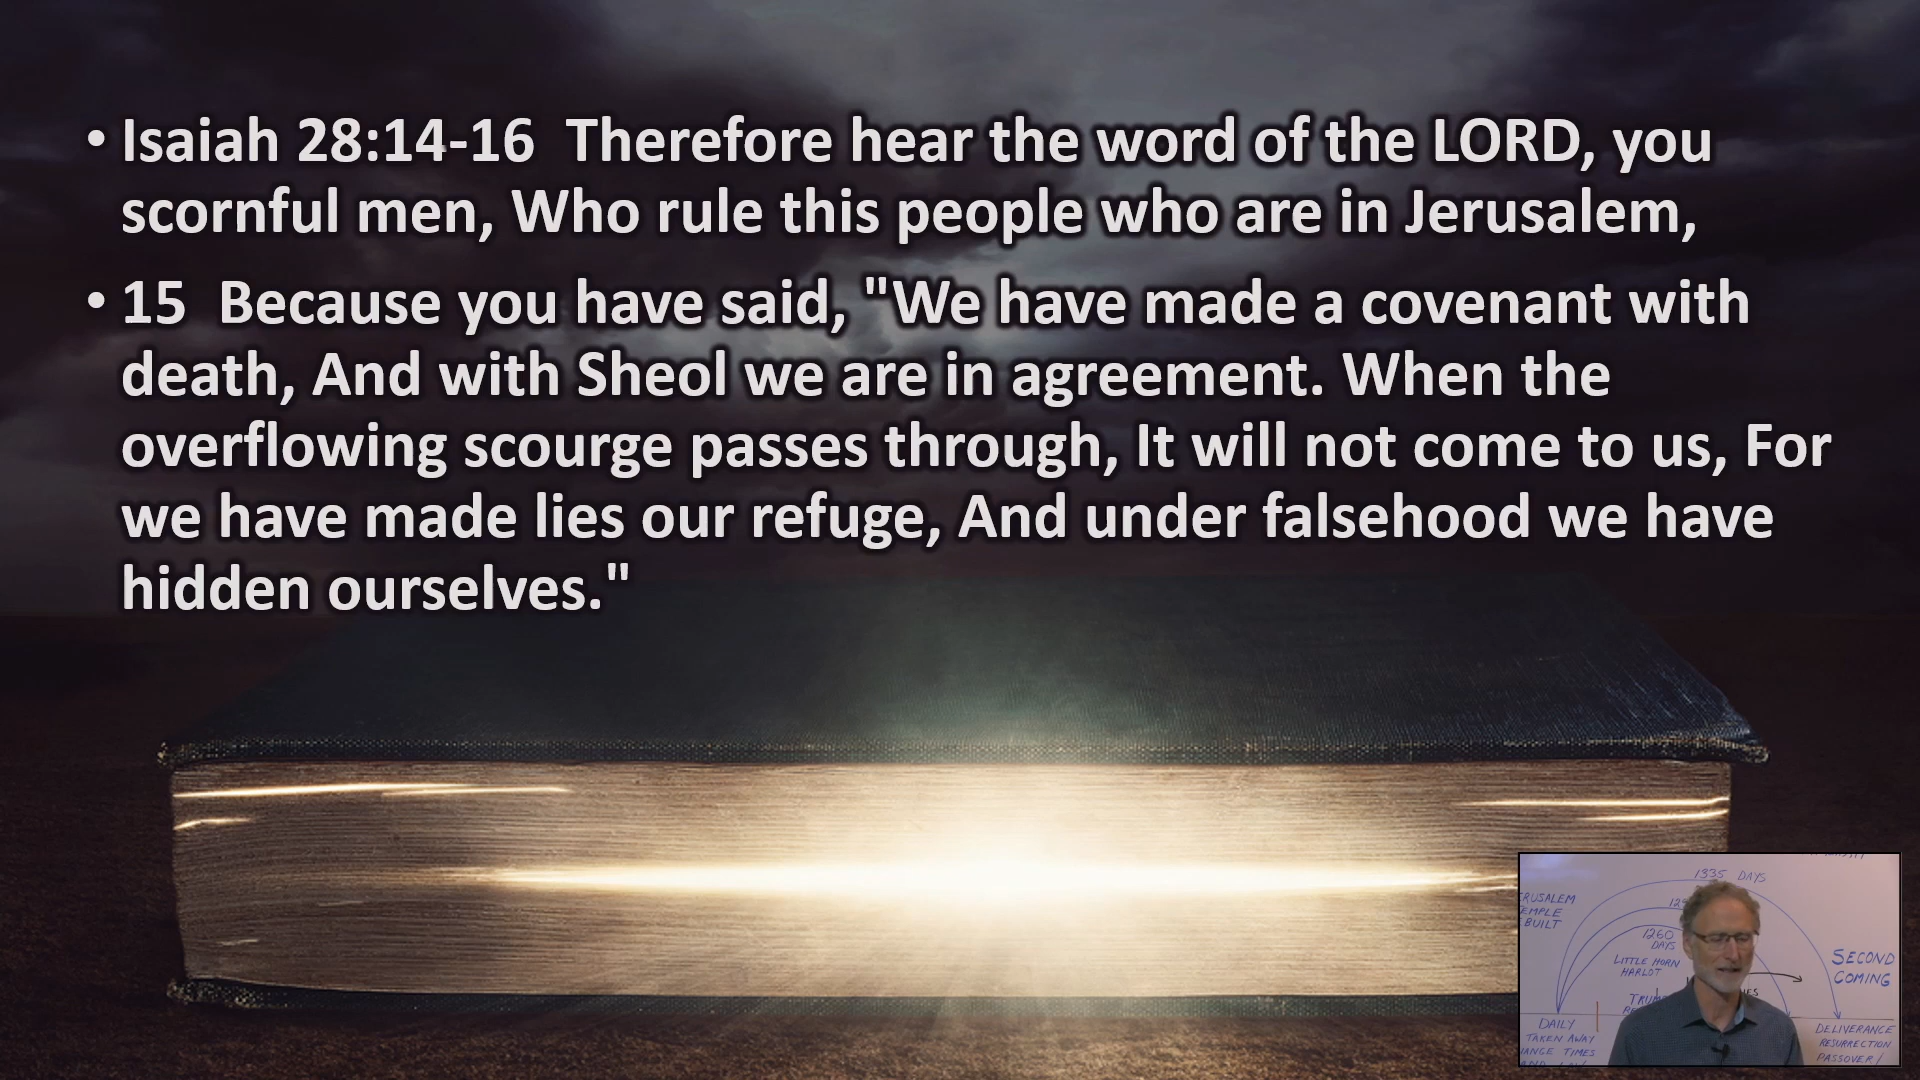 • Isaiah 28:14-16  Therefore hear the word of the LORD, you
scornful men, Who rule this people who are in Jerusalem,
• 15  Because you have said, "We have made a covenant with
death, And with Sheol we are in agreement. When the
overflowing scourge passes through, It will not come to us, For
we have made lies our refuge, And under falsehood we have
hidden ourselves."
1335 DAYS
BUILT
1260
DAYS
LITTLE HORN
HARLOT
SECOND
COMING
DAILY
TAKEN AWAY
TIMES
DELIVERANCE
RESURRECTION
PASSOVER/